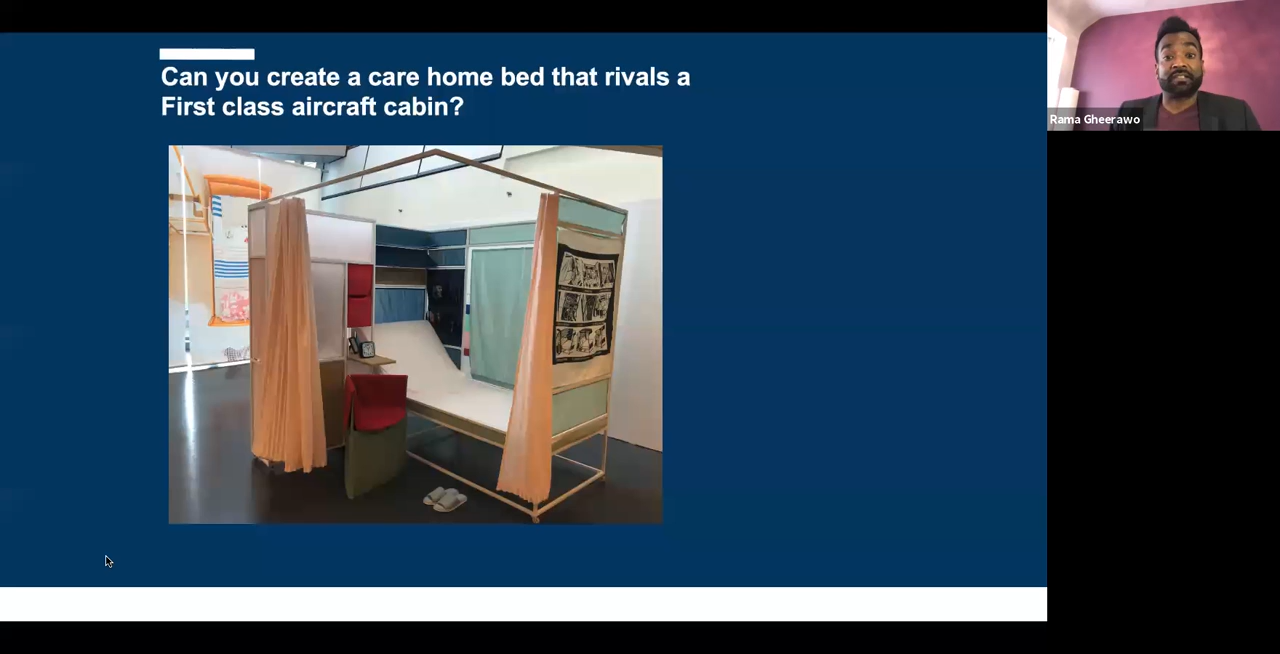 Can you create a care home bed that rivals a
First class aircraft cabin?
Rama Gheerawo